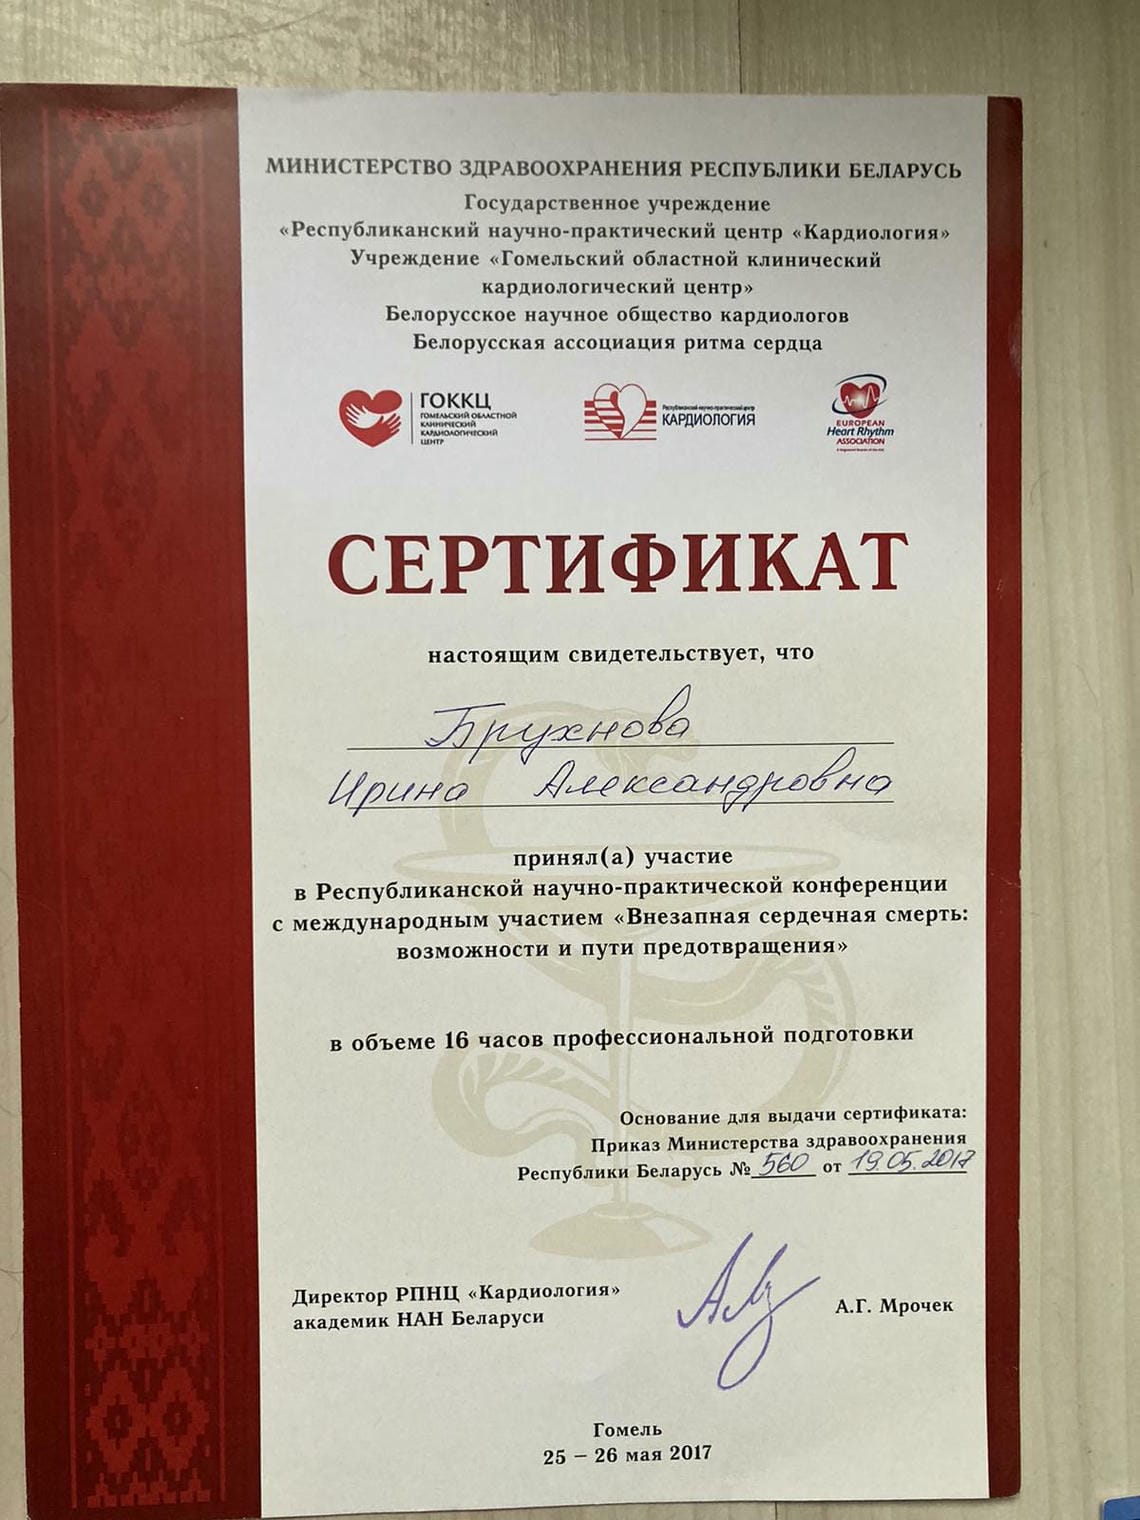 МИНИСТЕРСТВО ЗДРАВООХРАНЕНИЯ РЕСПУБЛИКИ БЕЛАРУСЬ
Государственное учреждение
«Республиканский научно-практический центр «Кардиология»
Учреждение «Гомельский областной клинический
кардиологический центр»
Белорусское научное общество кардиологов
Белорусская ассоциация ритма сердца
ГОККЦ
ГОМЕЛЬСКИЙ ОБЛАСТНОЙ
КЛИНИЧЕСКИЙ
КАРДИОЛОГИЧЕСКИЙ
ЦЕНТР
Республиканский научно-практический центр
КАРДИОЛОГИЯ
EUROPEAN
Heart Rhythm
ASSOCIATION
СЕРТИФИКАТ
настоящим свидетельствует, что
Брухнова
Ирина Александровна
принял(а) участие
в Республиканской научно-практической конференции
с международным участием «Внезапная сердечная смерть:
возможности и пути предотвращения»
в объеме 16 часов профессиональной подготовки
Основание для выдачи сертификата:
Приказ Министерства здравоохранения
Республики Беларусь № 560 от 19.05.2017
Директор РПНЦ «Кардиология»
академик НАН Беларуси
А.Г. Мрочек
Гомель
25 – 26 мая 2017